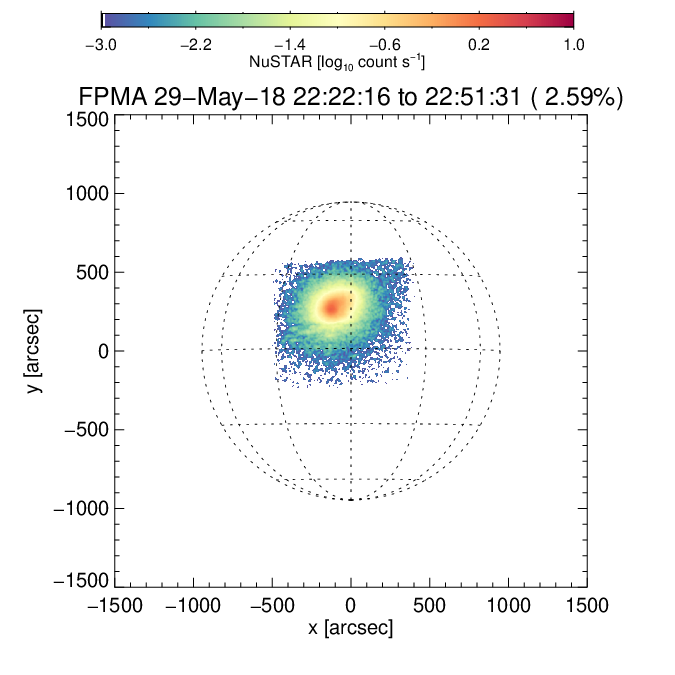 −3.0 −2.2 −1.4 −0.6 0.2 1.0
NuSTAR [log₁₀ count s⁻¹]
FPMA 29−May−18 22:22:16 to 22:51:31 ( 2.59%)
1500
1000
500
0
−500
−1000
−1500
y [arcsec]
−1500 −1000 −500 0 500 1000 1500
x [arcsec]